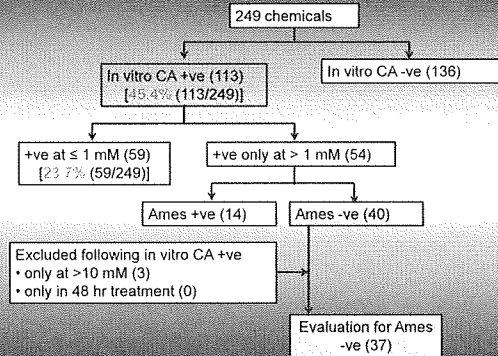 249 chemicals
In vitro CA +ve (113)
[45.4% (113/249)]
In vitro CA -ve (136)
+ve at ≤ 1 mM (59)
[23.7% (59/249)]
+ve only at > 1 mM (54)
Ames +ve (14)
Ames -ve (40)
Excluded following in vitro CA +ve
• only at >10 mM (3)
• only in 48 hr treatment (0)
Evaluation for Ames
-ve (37)